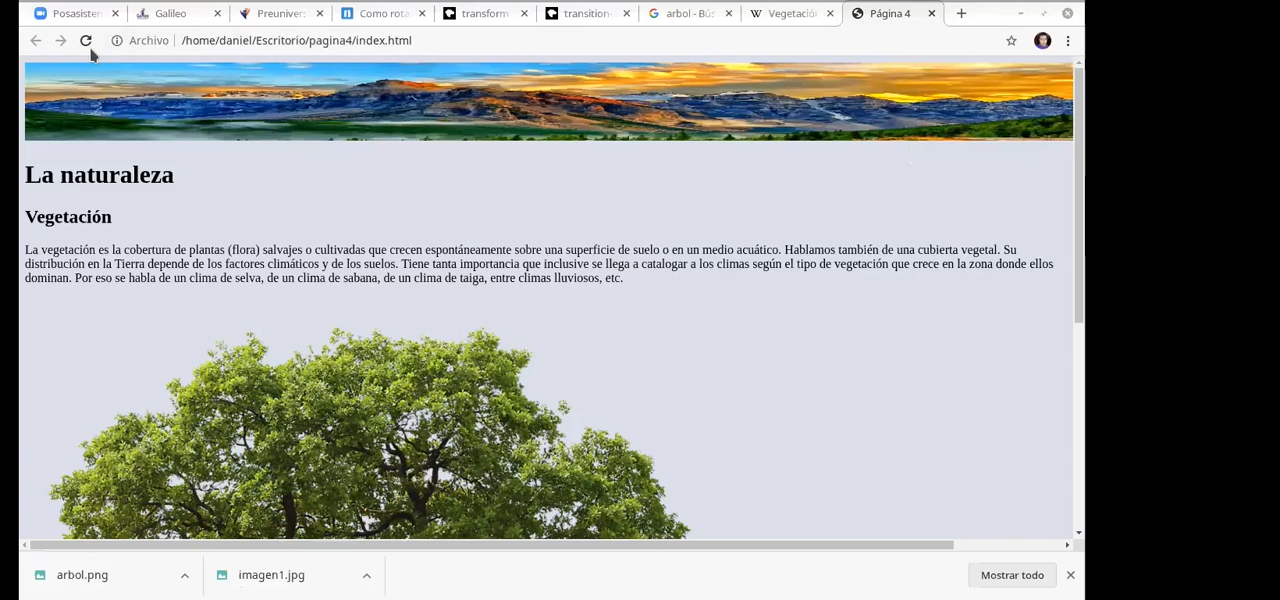 Posasisten
Galileo
Preunivers
Como rota
transform
transition-
arbol - Bús
Vegetación
Página 4
Archivo
/home/daniel/Escritorio/pagina4/index.html
La naturaleza
Vegetación
La vegetación es la cobertura de plantas (flora) salvajes o cultivadas que crecen espontáneamente sobre una superficie de suelo o en un medio acuático. Hablamos también de una cubierta vegetal. Su
distribución en la Tierra depende de los factores climáticos y de los suelos. Tiene tanta importancia que inclusive se llega a catalogar a los climas según el tipo de vegetación que crece en la zona donde ellos
dominan. Por eso se habla de un clima de selva, de un clima de sabana, de un clima de taiga, entre climas lluviosos, etc.
arbol.png
imagen1.jpg
Mostrar todo